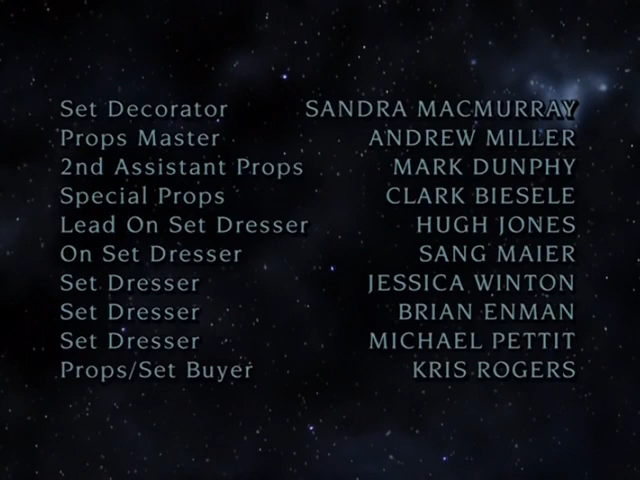 Set Decorator SANDRA MACMURRAY
Props Master ANDREW MILLER
2nd Assistant Props MARK DUNPHY
Special Props CLARK BIESELE
Lead On Set Dresser HUGH JONES
On Set Dresser SANG MAIER
Set Dresser JESSICA WINTON
Set Dresser BRIAN ENMAN
Set Dresser MICHAEL PETTIT
Props/Set Buyer KRIS ROGERS